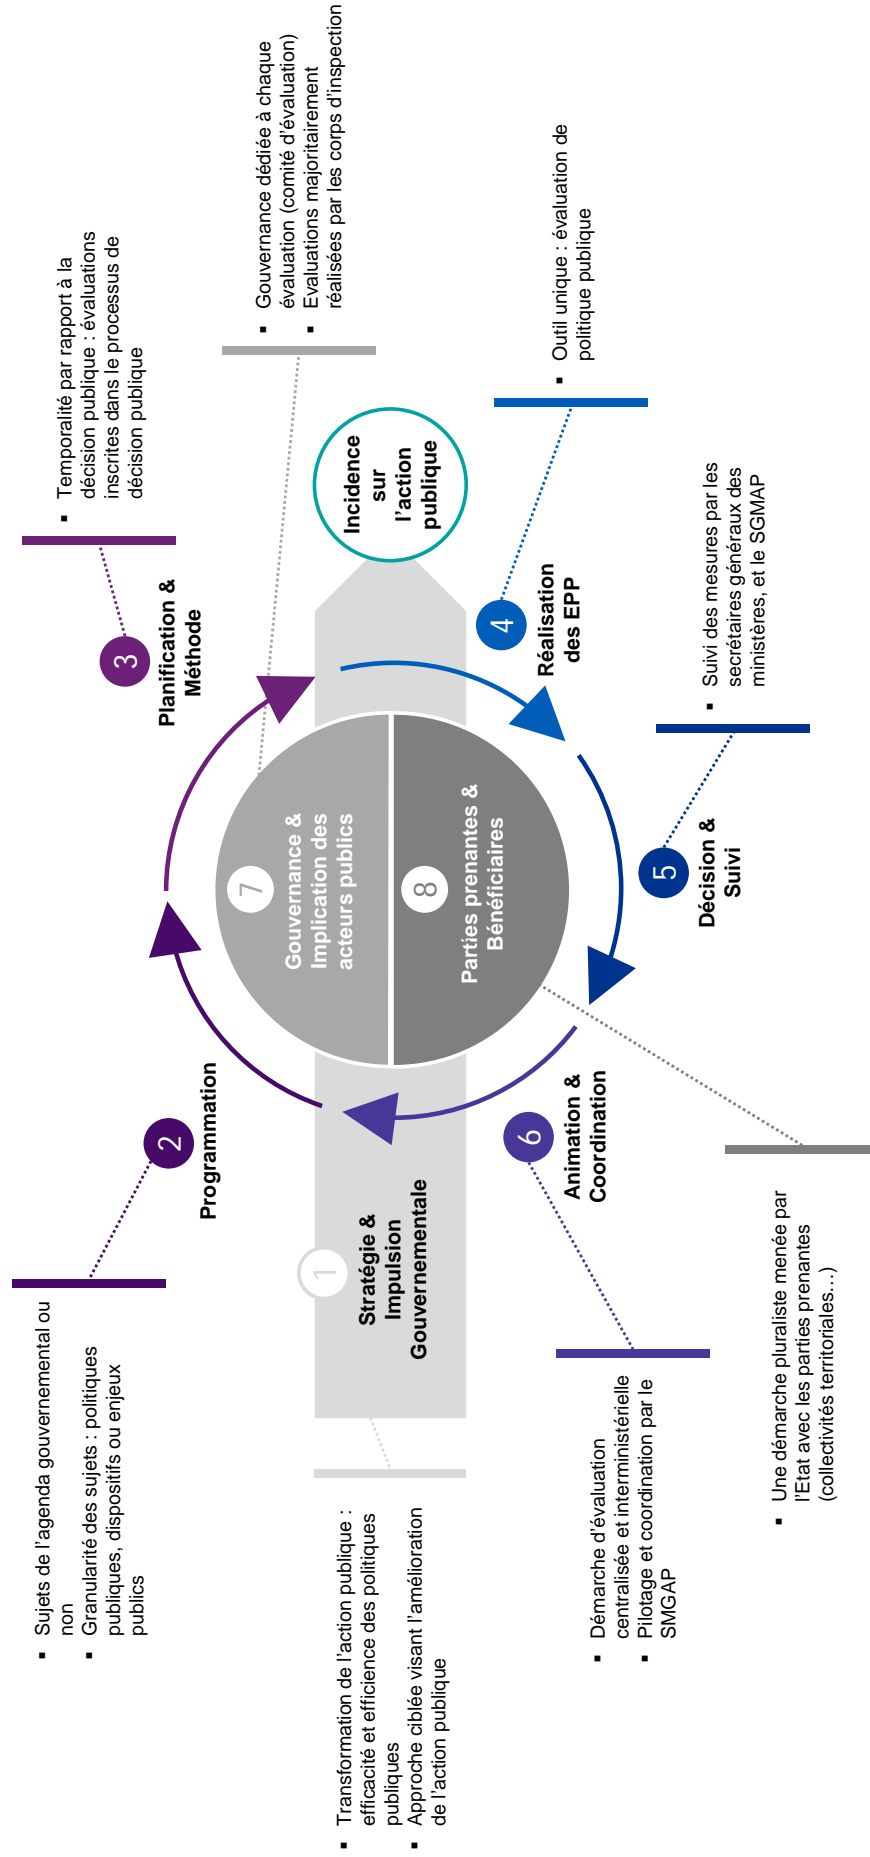 Transformation de l'action publique :
efficacité et efficience des politiques
publiques
Approche ciblée visant l'amélioration
de l'action publique
1
Stratégie &
Impulsion
Gouvernementale
Sujets de l'agenda gouvernemental ou
non
Granularité des sujets : politiques
publiques, dispositifs ou enjeux
publics
2
Programmation
Temporalité par rapport à la
décision publique : évaluations
inscrites dans le processus de
décision publique
3
Planification &
Méthode
Outil unique : évaluation de
politique publique
4
Réalisation
des EPP
Suivi des mesures par les
secrétaires généraux des
ministères, et le SGMAP
5
Décision &
Suivi
Démarche d'évaluation
centralisée et interministérielle
Pilotage et coordination par le
SMGAP
6
Animation &
Coordination
Gouvernance dédiée à chaque
évaluation (comité d'évaluation)
Evaluations majoritairement
réalisées par les corps d'inspection
7
Gouvernance &
Implication des
acteurs publics
8
Parties prenantes &
Bénéficiaires
Une démarche pluraliste menée par
l'Etat avec les parties prenantes
(collectivités territoriales…)
Incidence
sur
l'action
publique